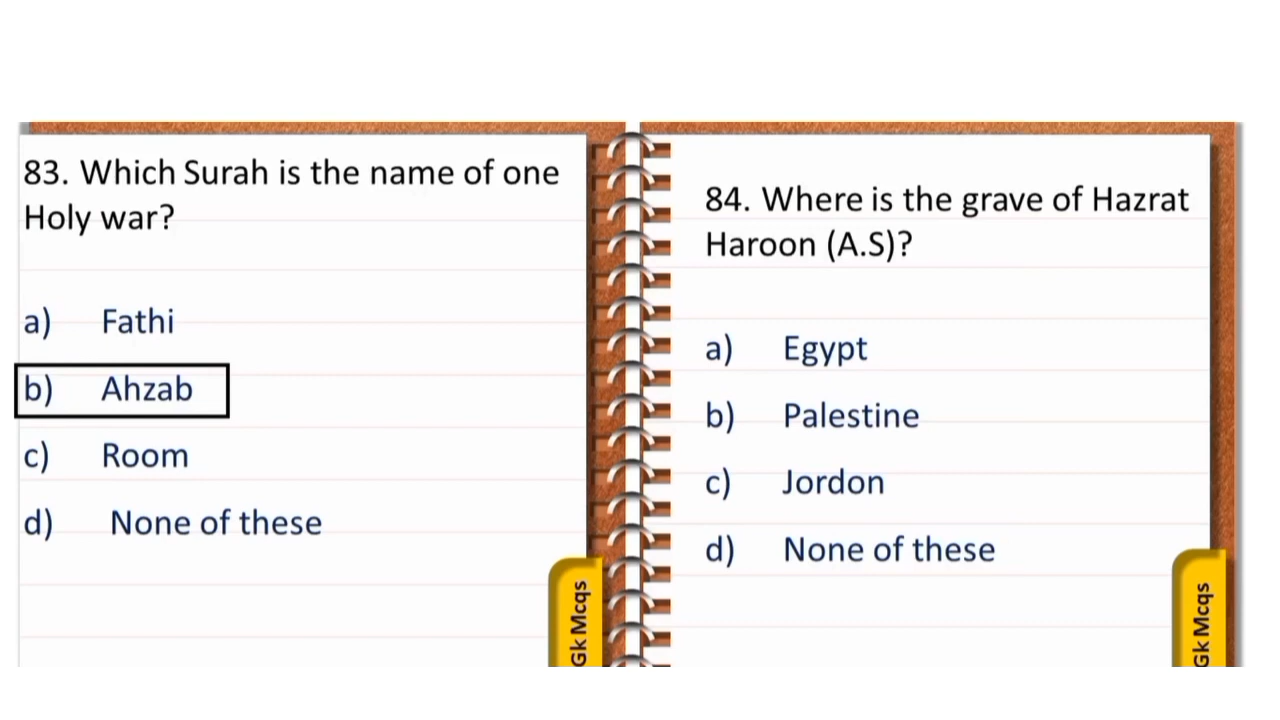 83. Which Surah is the name of one
Holy war?
a) Fathi
b) Ahzab
c) Room
d) None of these
Gk Mcqs
84. Where is the grave of Hazrat
Haroon (A.S)?
a) Egypt
b) Palestine
c) Jordon
d) None of these
Gk Mcqs